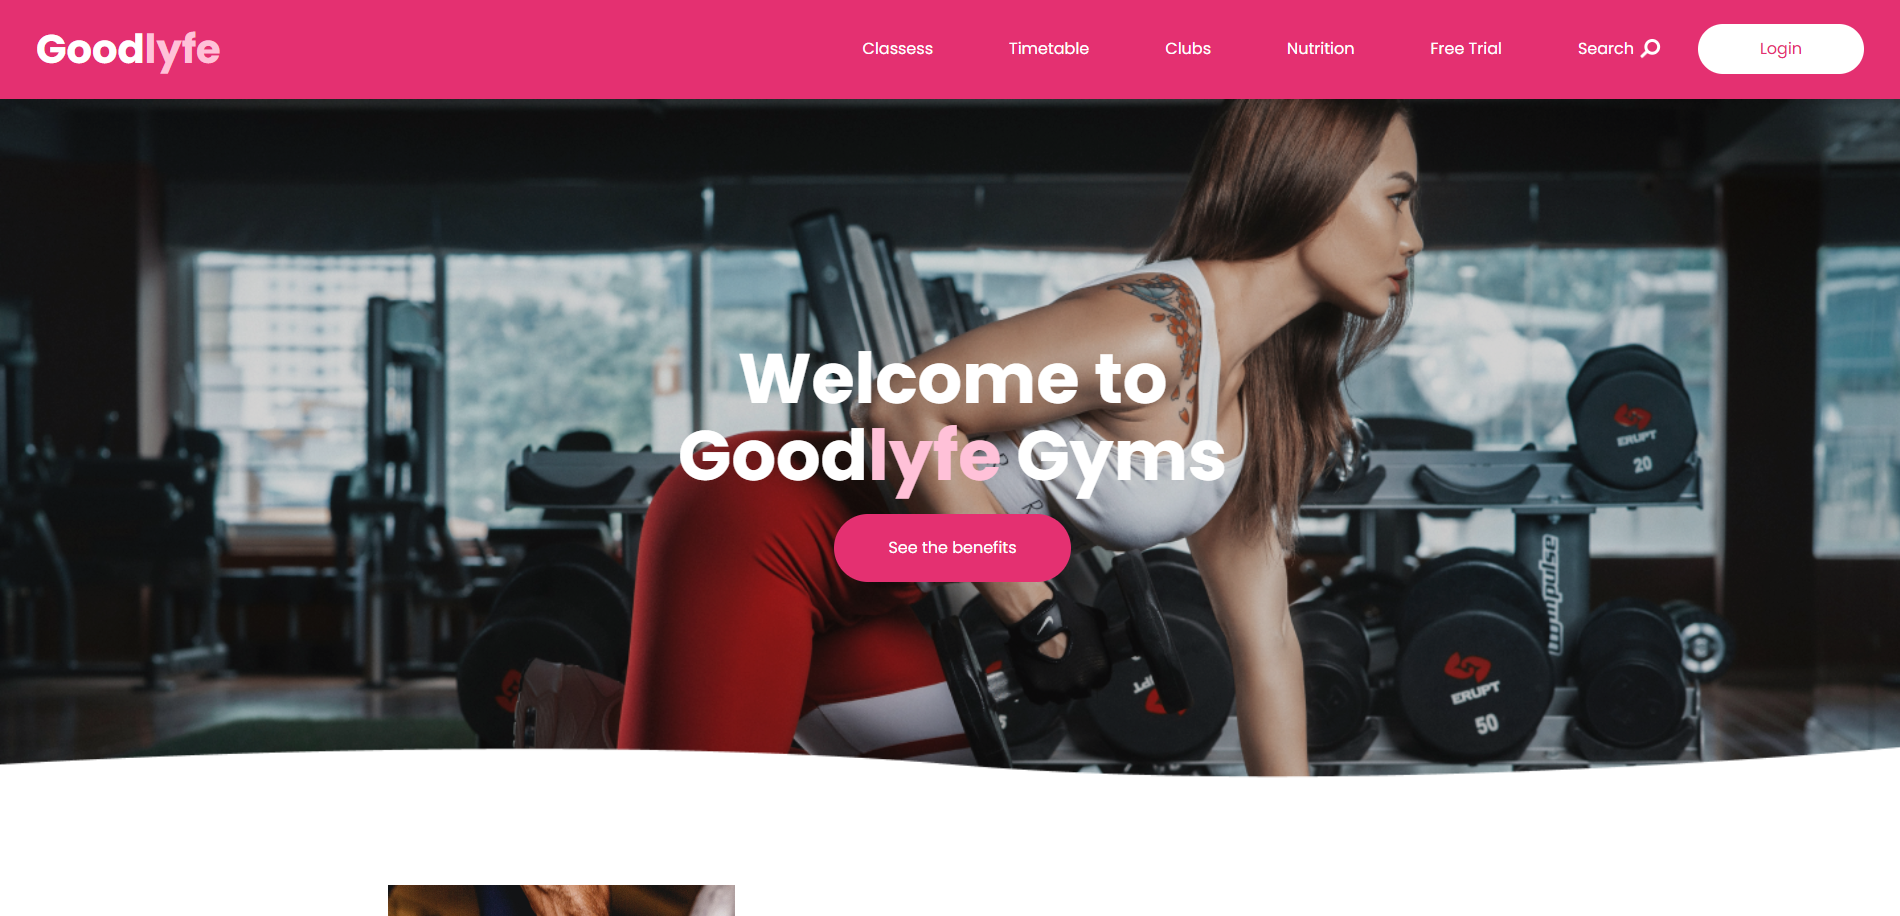 Goodlyfe
Classess
Timetable
Clubs
Nutrition
Free Trial
Search
Login
Welcome to
Goodlyfe Gyms
See the benefits
ERUPT
20
ERUPT
50
impulse